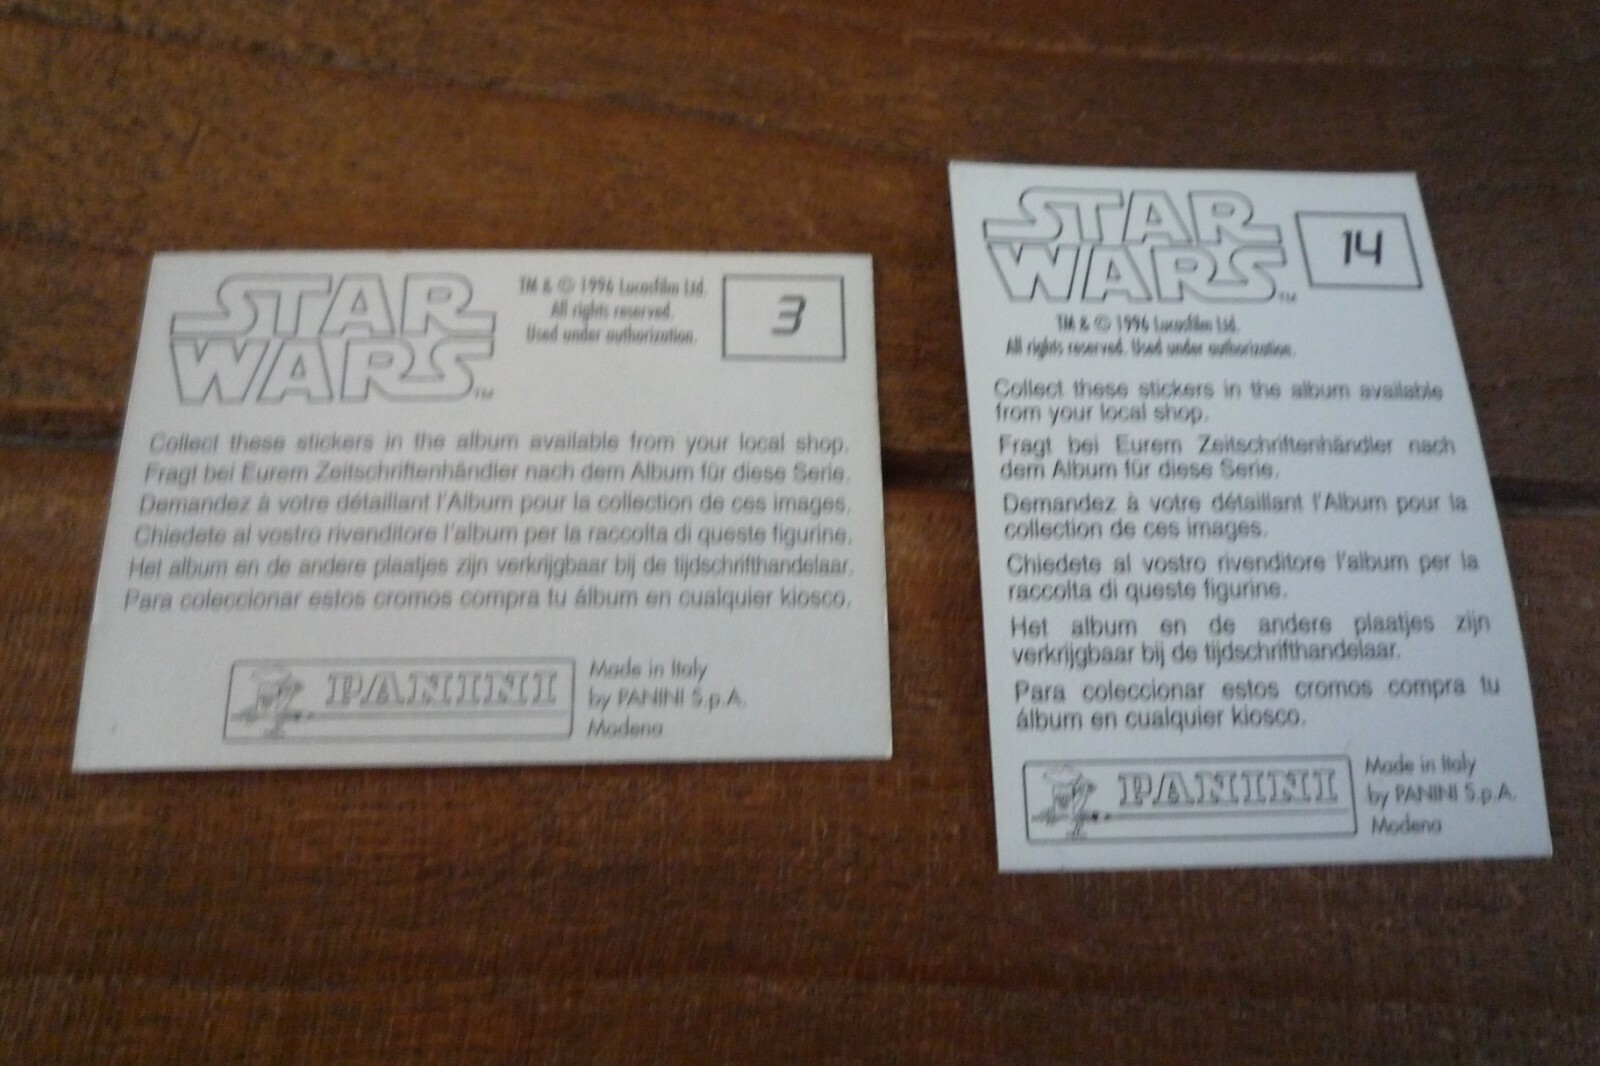 STAR
WARS™
TM & © 1996 Lucasfilm Ltd.
All rights reserved.
Used under authorization.
3
Collect these stickers in the album available from your local shop.
Fragt bei Eurem Zeitschriftenhändler nach dem Album für diese Serie.
Demandez à votre détaillant l'Album pour la collection de ces images.
Chiedete al vostro rivenditore l'album per la raccolta di queste figurine.
Het album en de andere plaatjes zijn verkrijgbaar bij de tijdschrifthandelaar.
Para coleccionar estos cromos compra tu álbum en cualquier kiosco.
PANINI
Made in Italy
by PANINI S.p.A.
Modena
STAR
WARS™
14
TM & © 1996 Lucasfilm Ltd.
All rights reserved. Used under authorization.
Collect these stickers in the album available
from your local shop.
Fragt bei Eurem Zeitschriftenhändler nach
dem Album für diese Serie.
Demandez à votre détaillant l'Album pour la
collection de ces images.
Chiedete al vostro rivenditore l'album per la
raccolta di queste figurine.
Het album en de andere plaatjes zijn
verkrijgbaar bij de tijdschrifthandelaar.
Para coleccionar estos cromos compra tu
álbum en cualquier kiosco.
PANINI
Made in Italy
by PANINI S.p.A.
Modena